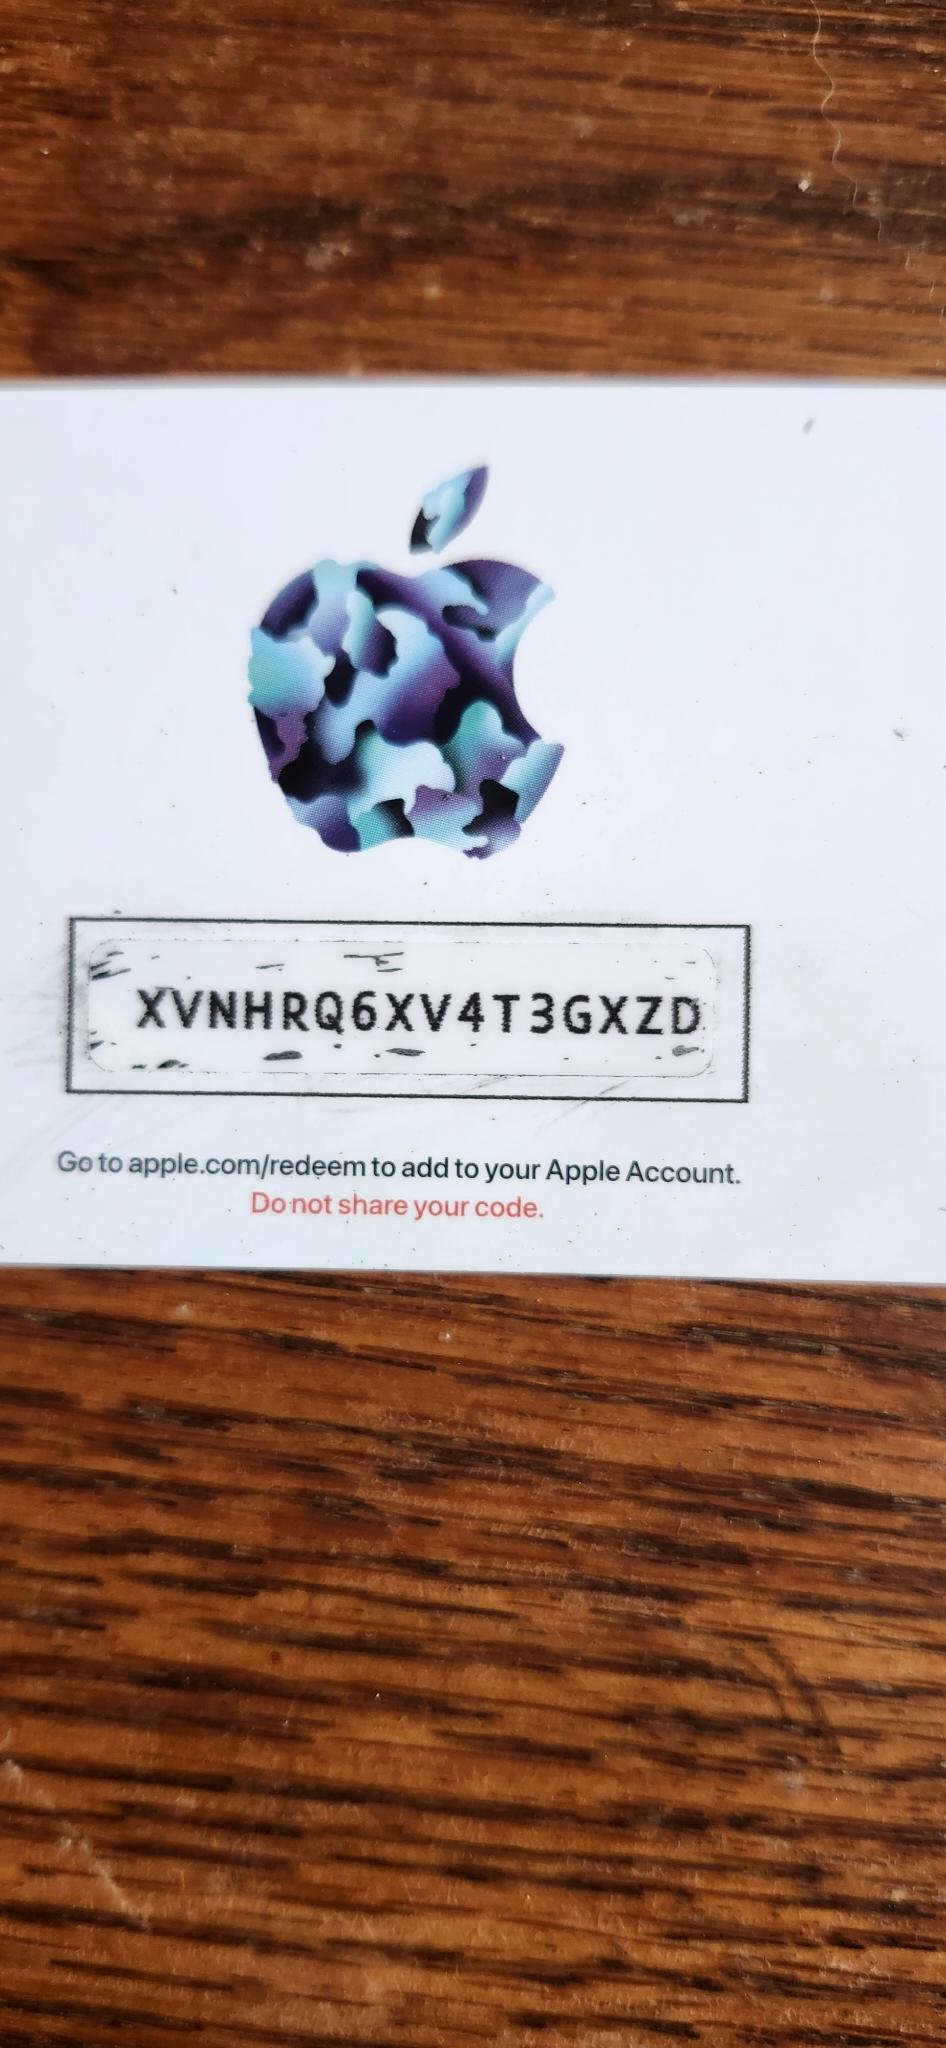 XVNHRQ6XV4T3GXZD
Go to apple.com/redeem to add to your Apple Account.
Do not share your code.